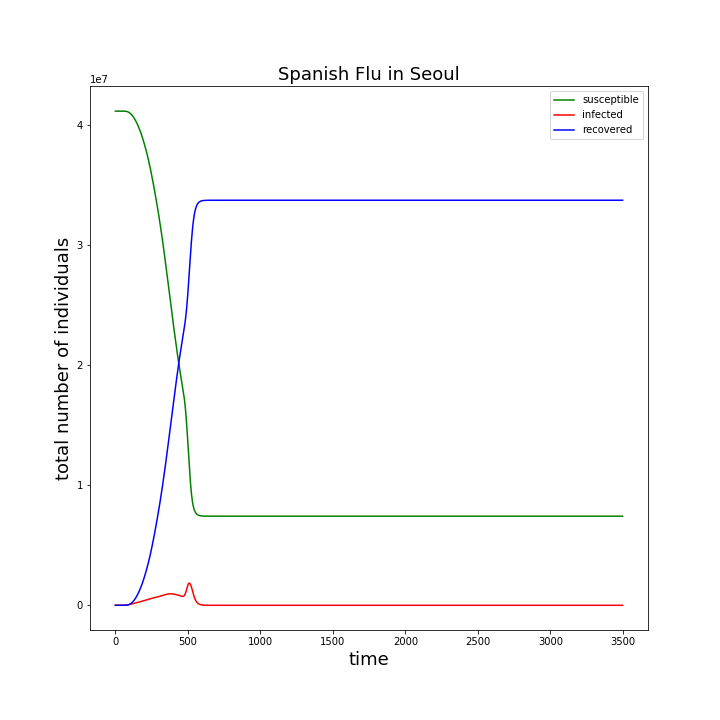 Spanish Flu in Seoul
1e7
susceptible
infected
recovered
4
3
2
1
0
total number of individuals
0 500 1000 1500 2000 2500 3000 3500
time